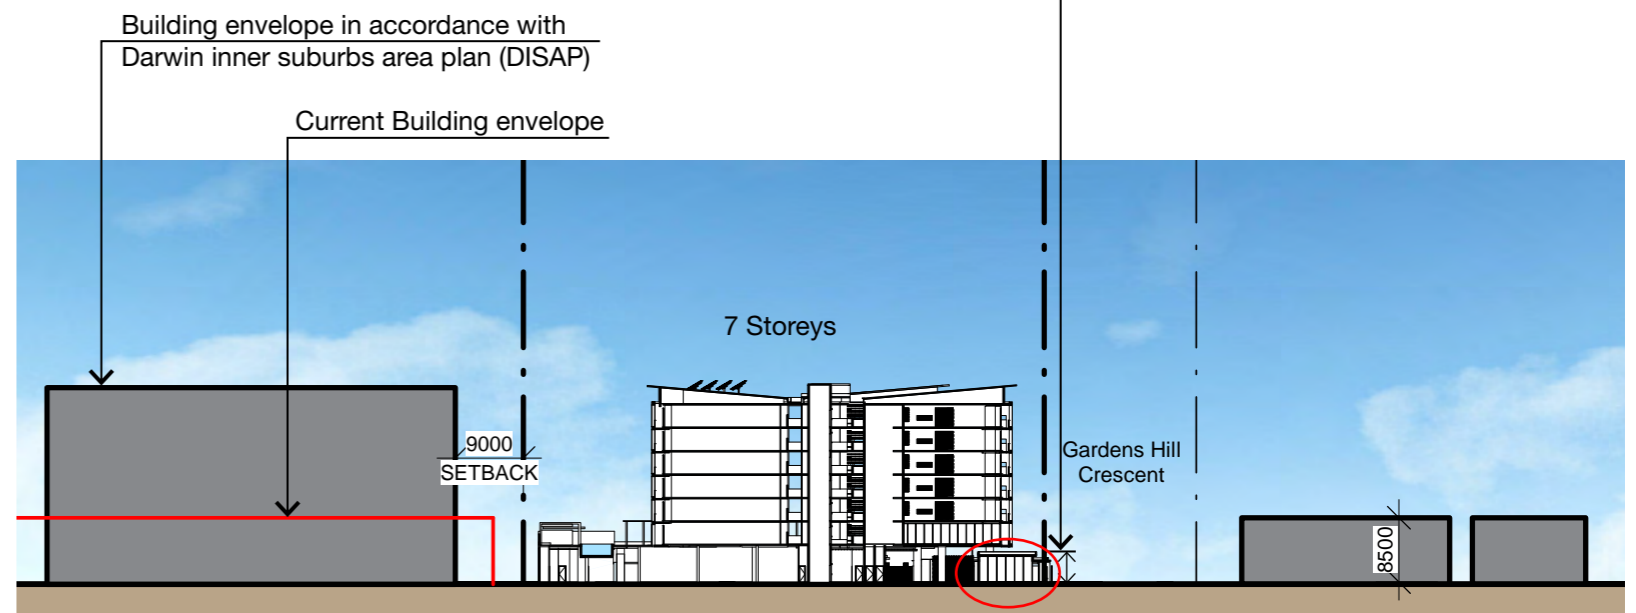 Building envelope in accordance with
Darwin inner suburbs area plan (DISAP)
Current Building envelope
7 Storeys
9000
SETBACK
Gardens Hill
Crescent
8500